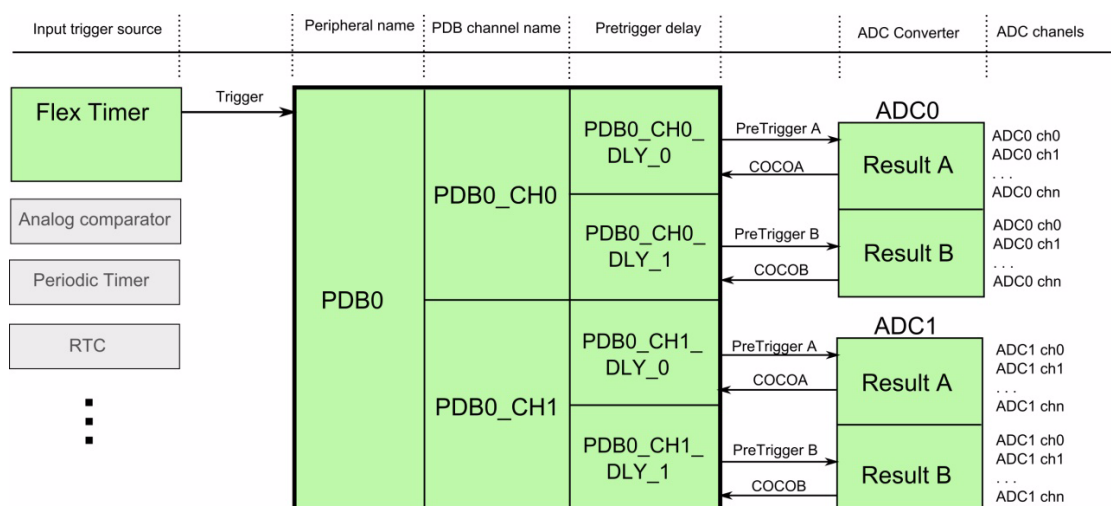 Input trigger source
Peripheral name
PDB channel name
Pretrigger delay
ADC Converter
ADC chanels
Flex Timer
Trigger
Analog comparator
Periodic Timer
RTC
PDB0
PDB0_CH0
PDB0_CH1
PDB0_CH0_
DLY_0
PDB0_CH0_
DLY_1
PDB0_CH1_
DLY_0
PDB0_CH1_
DLY_1
PreTrigger A
COCOA
PreTrigger B
COCOB
PreTrigger A
COCOA
PreTrigger B
COCOB
ADC0
Result A
Result B
ADC1
Result A
Result B
ADC0 ch0
ADC0 ch1
. . .
ADC0 chn
ADC0 ch0
ADC0 ch1
. . .
ADC0 chn
ADC1 ch0
ADC1 ch1
. . .
ADC1 chn
ADC1 ch0
ADC1 ch1
. . .
ADC1 chn